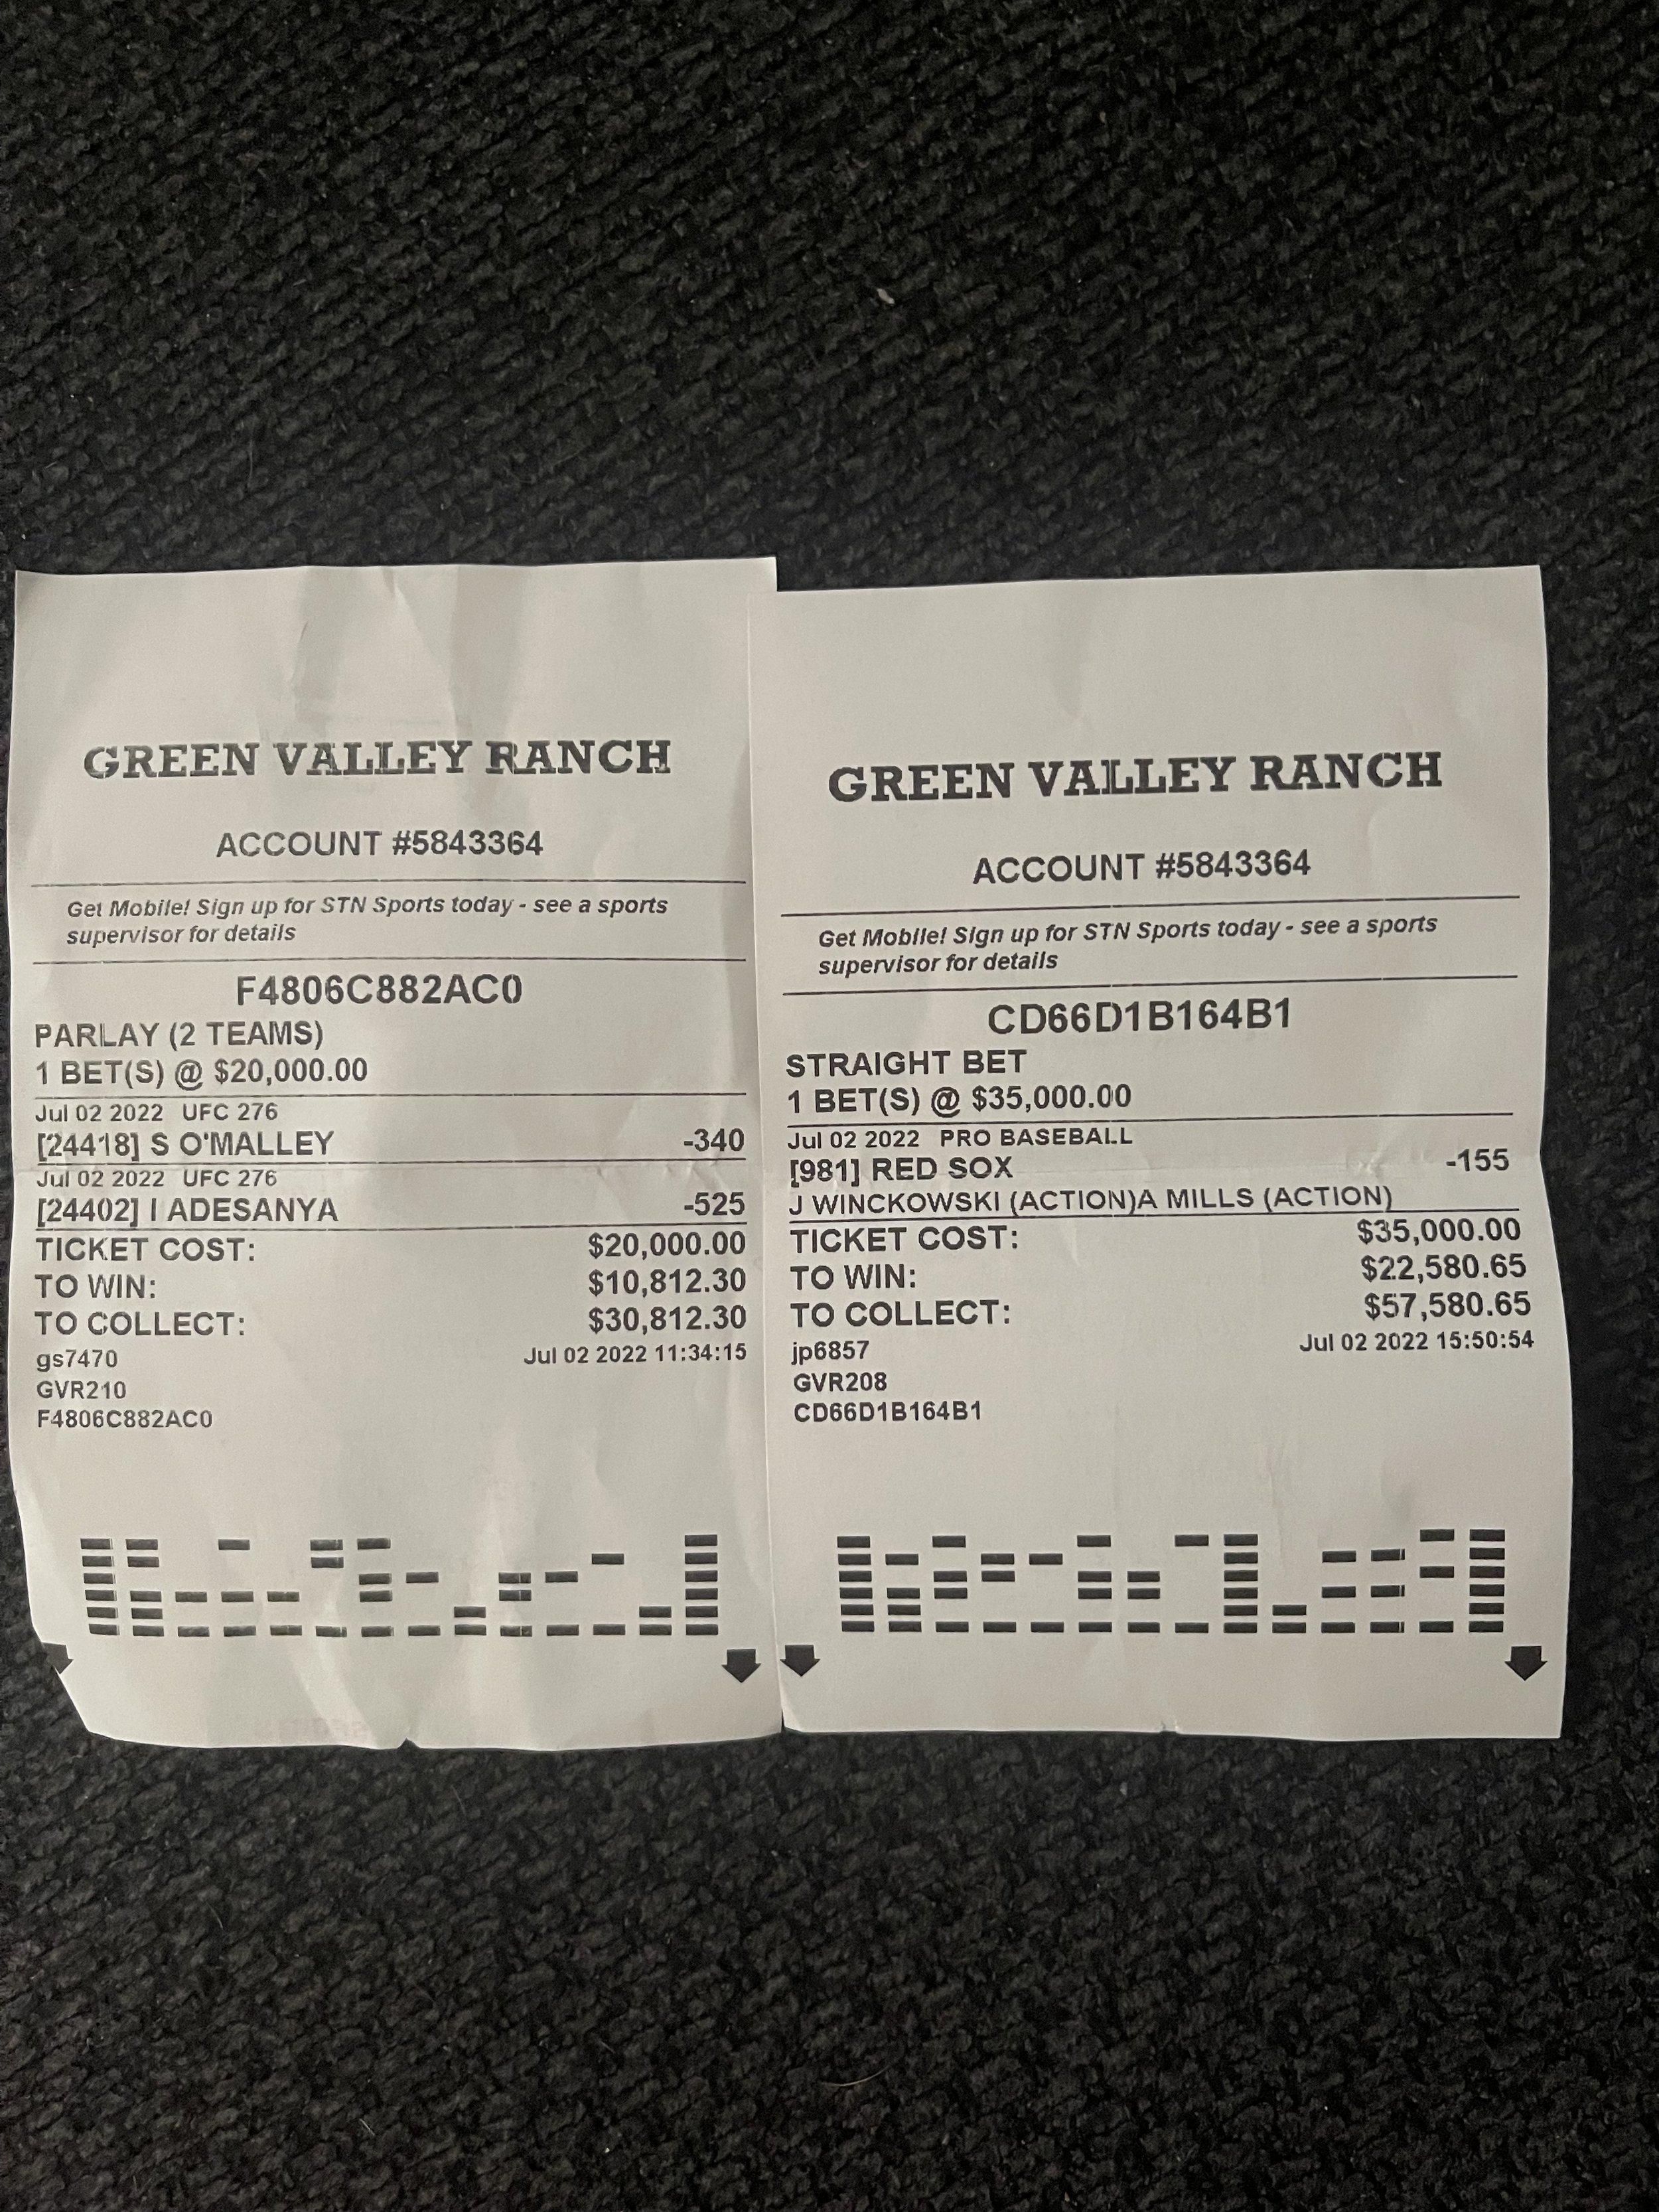 GREEN VALLEY RANCH
ACCOUNT #5843364
Get Mobile! Sign up for STN Sports today - see a sports
supervisor for details
F4806C882AC0
PARLAY (2 TEAMS)
1 BET(S) @ $20,000.00
Jul 02 2022 UFC 276
[24418] S O'MALLEY -340
Jul 02 2022 UFC 276
[24402] I ADESANYA -525
TICKET COST: $20,000.00
TO WIN: $10,812.30
TO COLLECT: $30,812.30
gs7470 Jul 02 2022 11:34:15
GVR210
F4806C882AC0
GREEN VALLEY RANCH
ACCOUNT #5843364
Get Mobile! Sign up for STN Sports today - see a sports
supervisor for details
CD66D1B164B1
STRAIGHT BET
1 BET(S) @ $35,000.00
Jul 02 2022 PRO BASEBALL
[981] RED SOX -155
J WINCKOWSKI (ACTION)A MILLS (ACTION)
TICKET COST: $35,000.00
TO WIN: $22,580.65
TO COLLECT: $57,580.65
jp6857 Jul 02 2022 15:50:54
GVR208
CD66D1B164B1